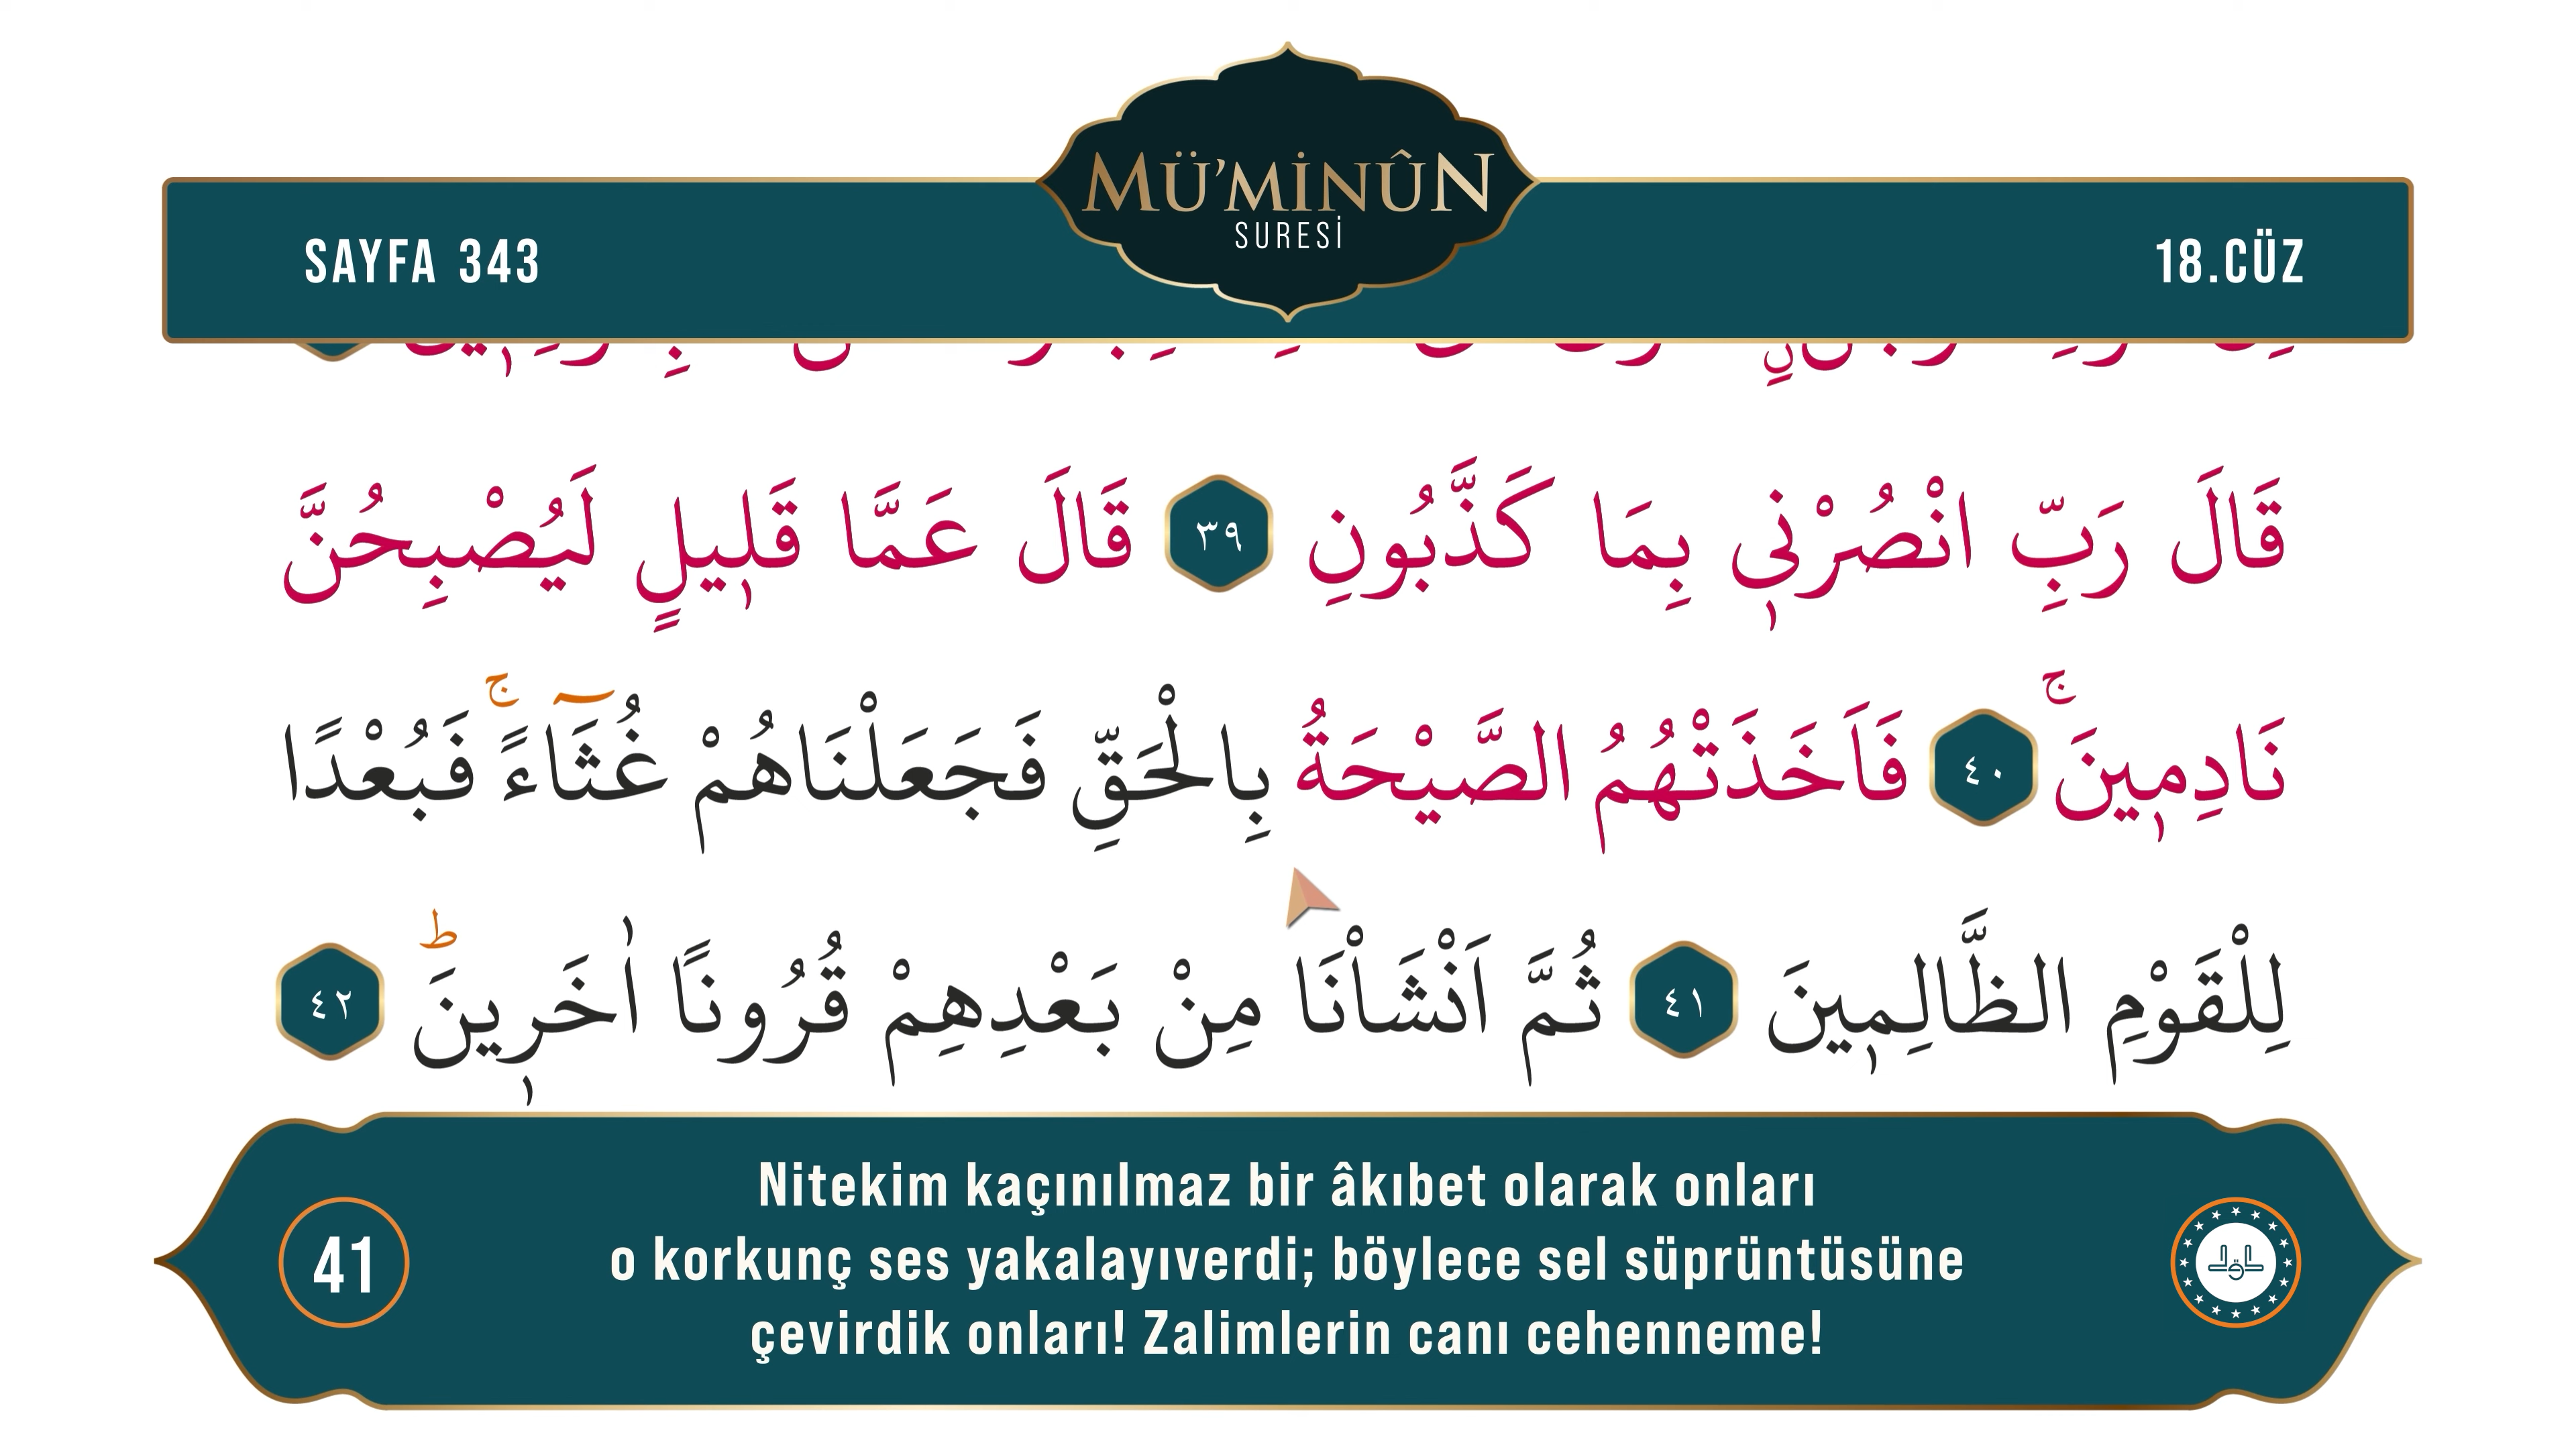 MÜ'MİNÛN
SURESİ
SAYFA 343
18.CÜZ
قَالَ رَبِّ انْصُرْنٖي بِمَا كَذَّبُونِ ٣٩ قَالَ عَمَّا قَلٖيلٍ لَيُصْبِحُنَّ
نَادِمٖينَۚ ٤٠ فَاَخَذَتْهُمُ الصَّيْحَةُ بِالْحَقِّ فَجَعَلْنَاهُمْ غُثَٓاءًۚ فَبُعْدًا
لِلْقَوْمِ الظَّالِمٖينَ ٤١ ثُمَّ اَنْشَاْنَا مِنْ بَعْدِهِمْ قُرُونًا اٰخَرٖينَؕ ٤٢
41
Nitekim kaçınılmaz bir âkıbet olarak onları
o korkunç ses yakalayıverdi; böylece sel süprüntüsüne
çevirdik onları! Zalimlerin canı cehenneme!